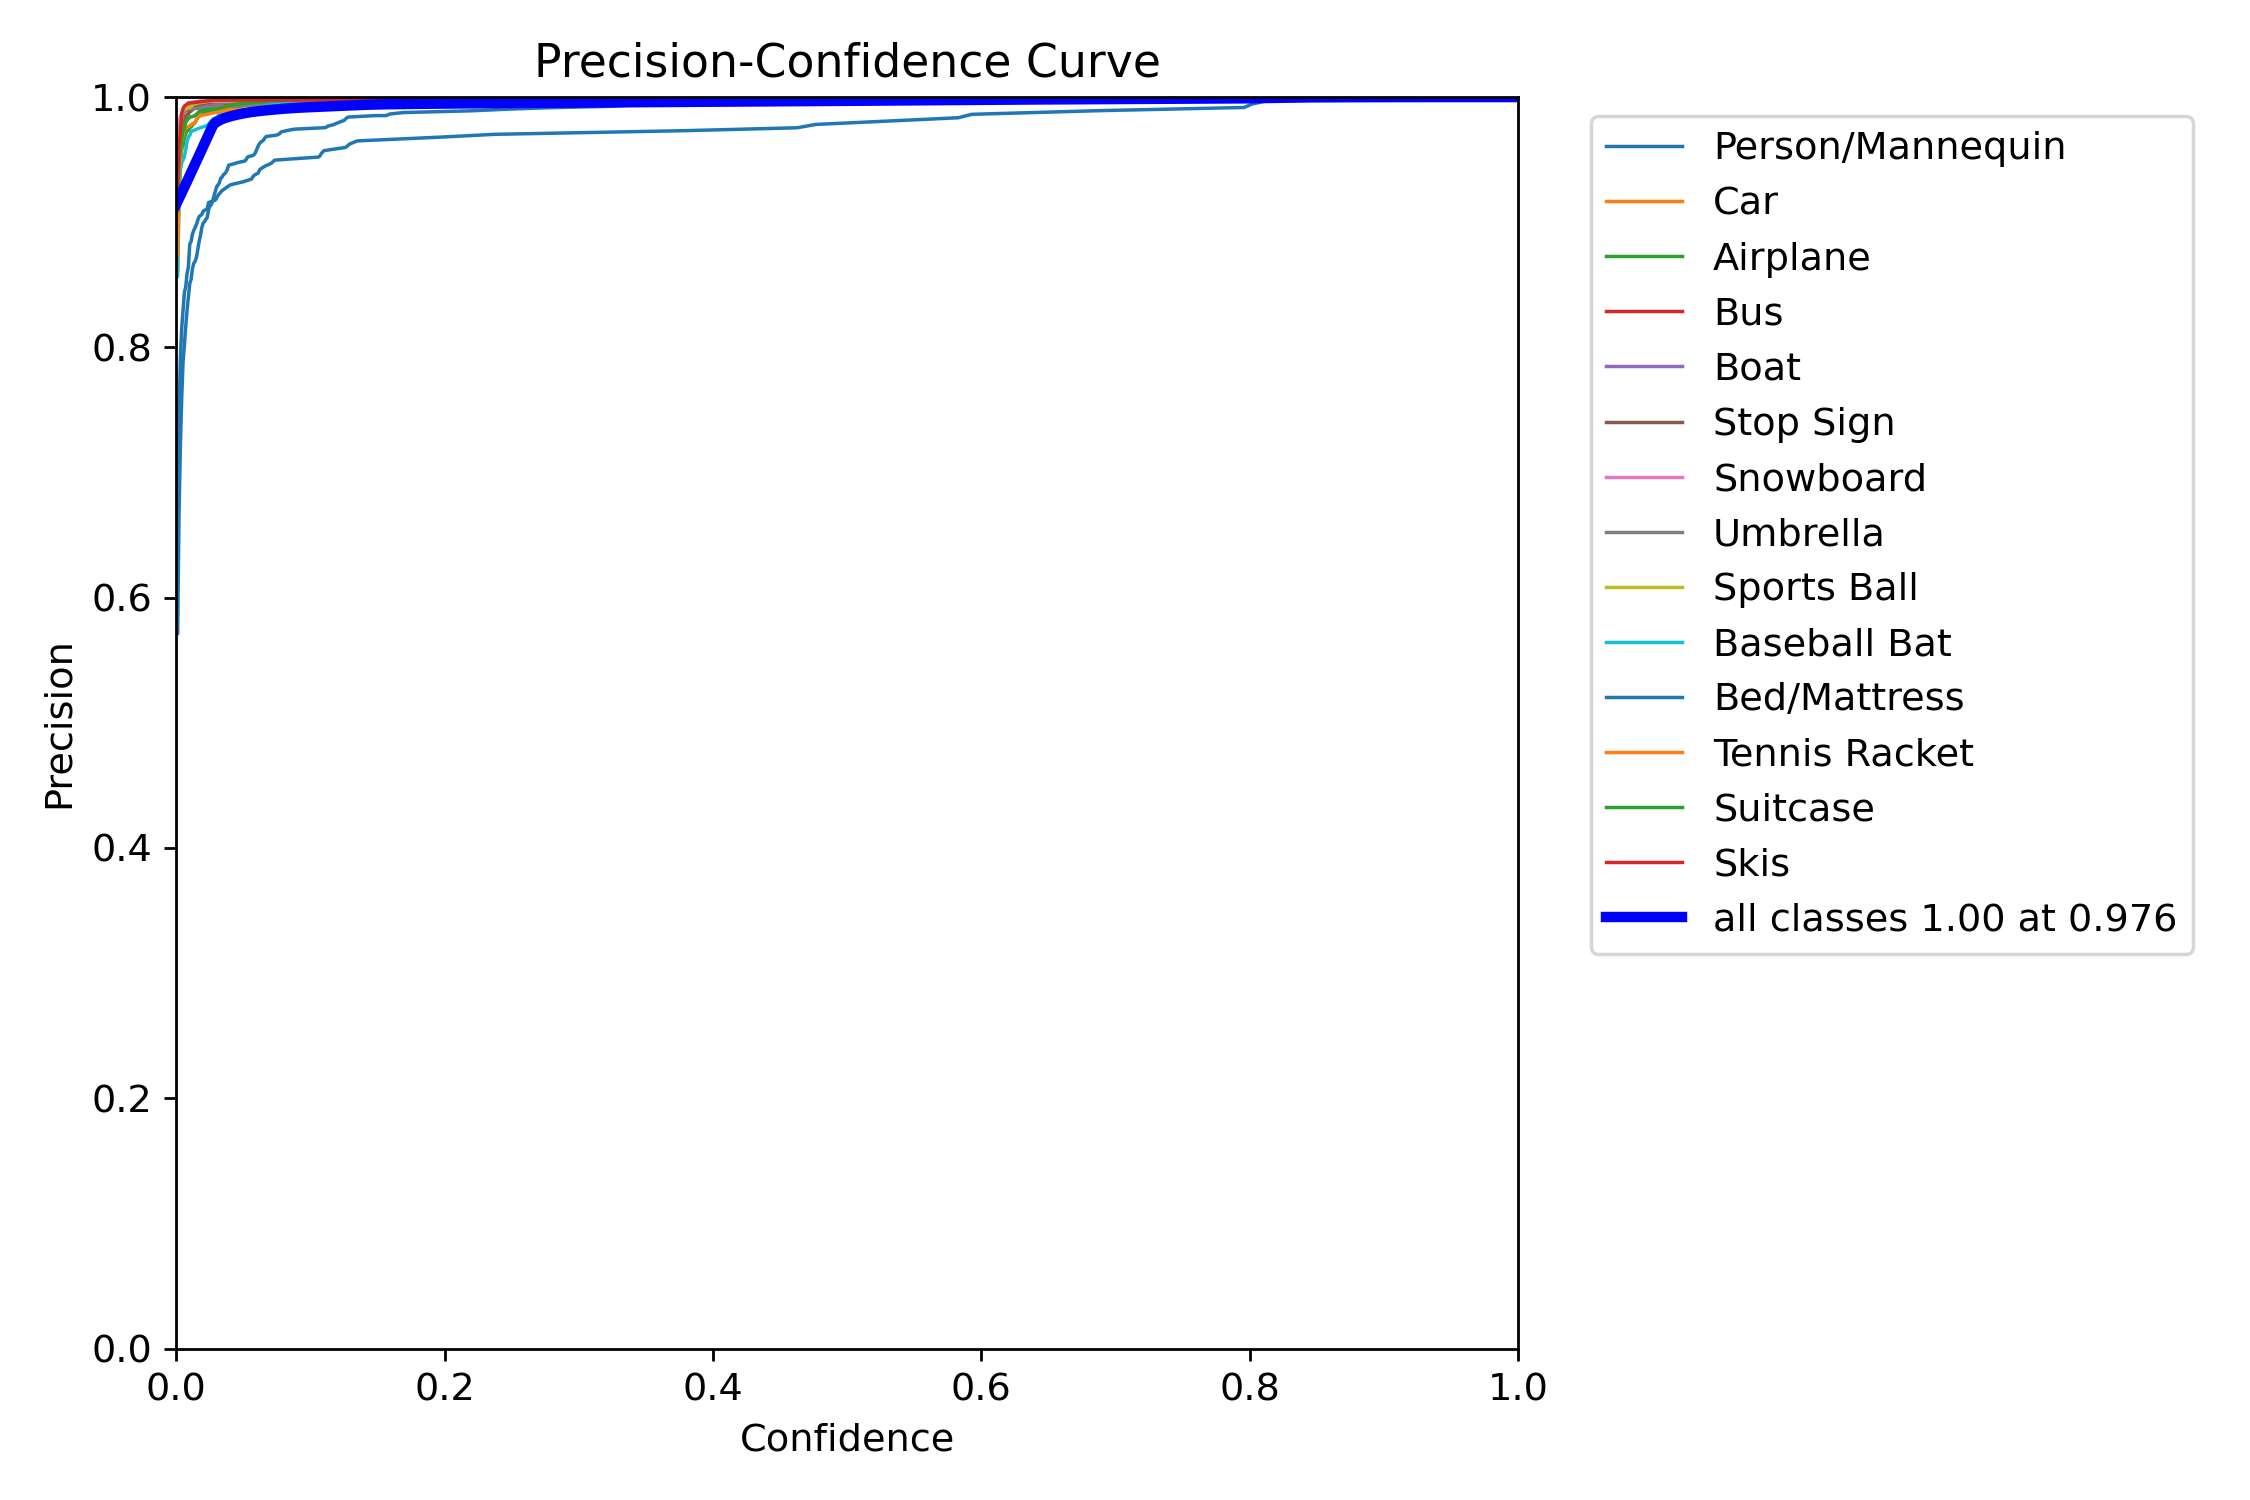 Precision-Confidence Curve
1.0
0.8
0.6
0.4
0.2
0.0
Precision
0.0 0.2 0.4 0.6 0.8 1.0
Confidence
Person/Mannequin
Car
Airplane
Bus
Boat
Stop Sign
Snowboard
Umbrella
Sports Ball
Baseball Bat
Bed/Mattress
Tennis Racket
Suitcase
Skis
all classes 1.00 at 0.976